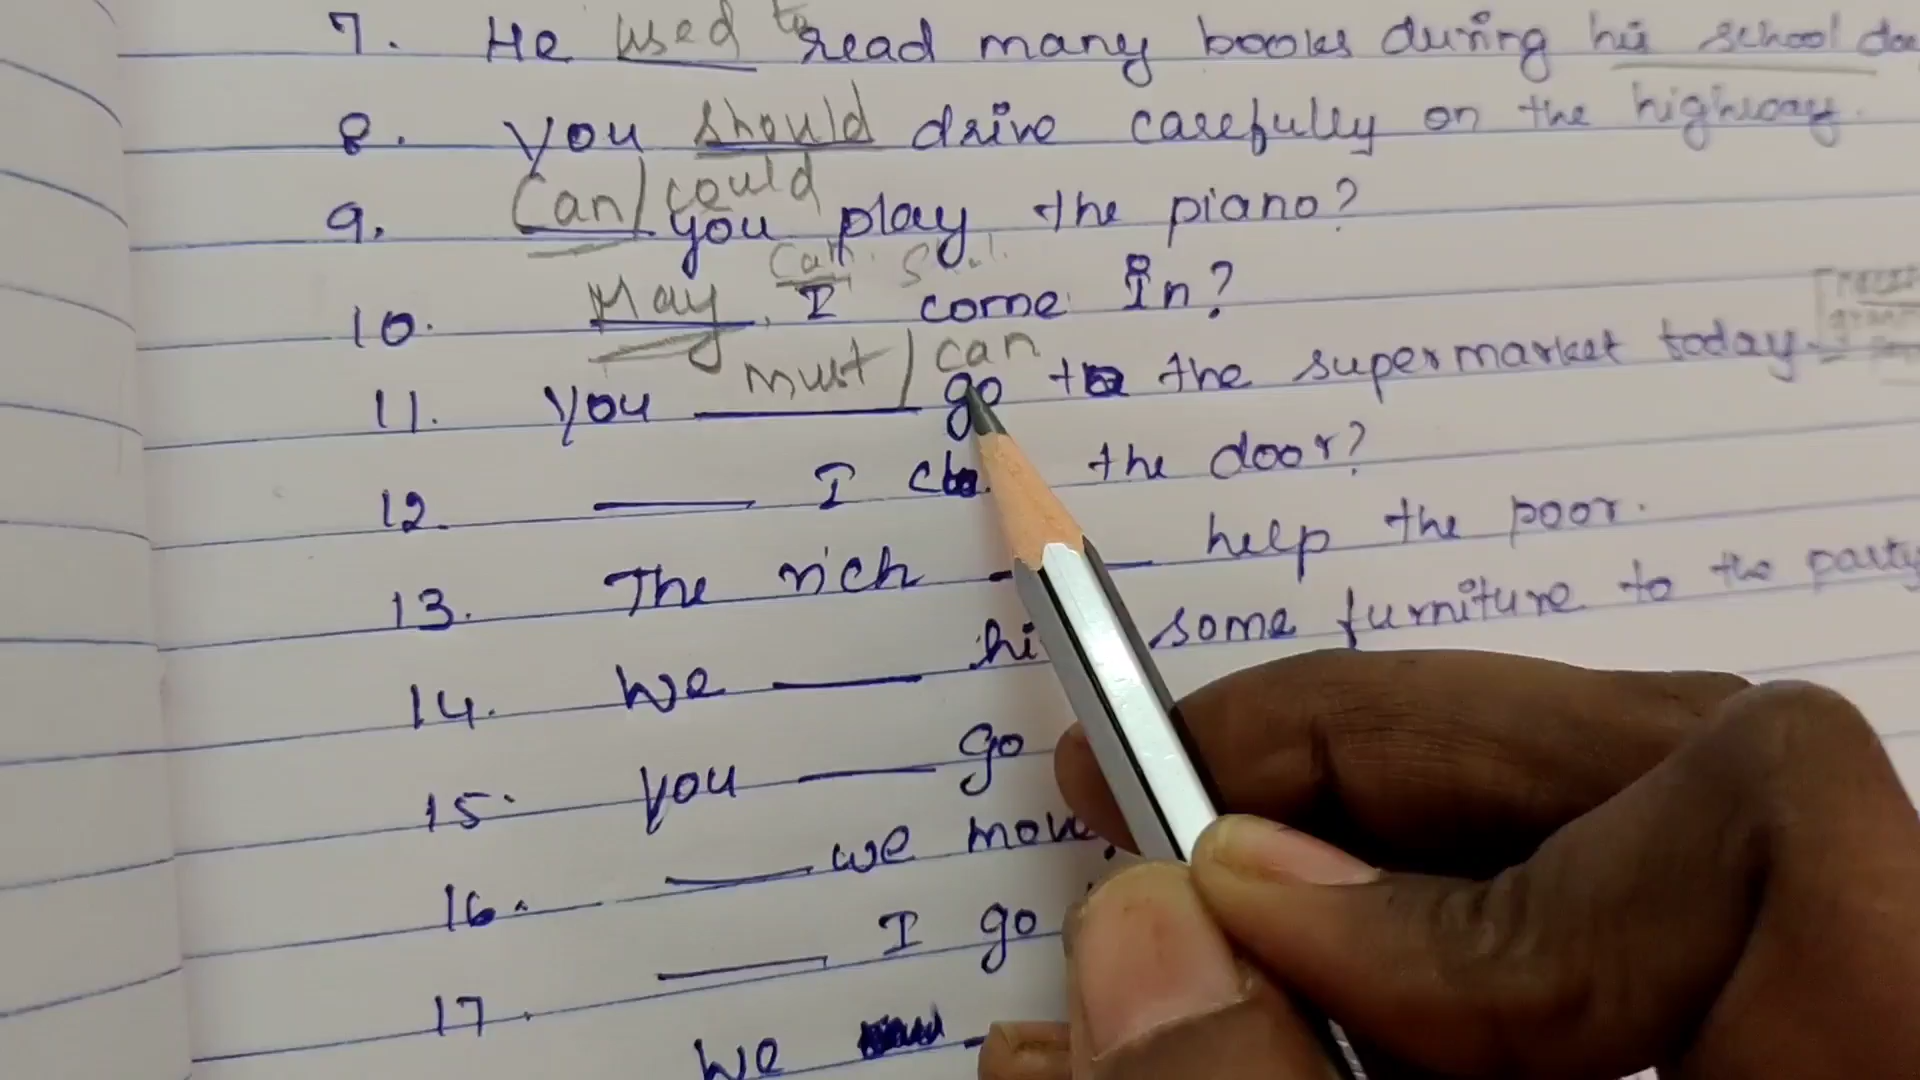 7. He used to read many books during his school
8. You should drive carefully on the highway.
9. Can/could you play the piano?
Can
10. May I come In?
11. You must/can go to the supermarket today.
12. ____ I the door?
13. The rich ____ help the poor.
14. We ____ some furniture to the party
15. You ____ go
16. ____ we
17. ____ I go
We